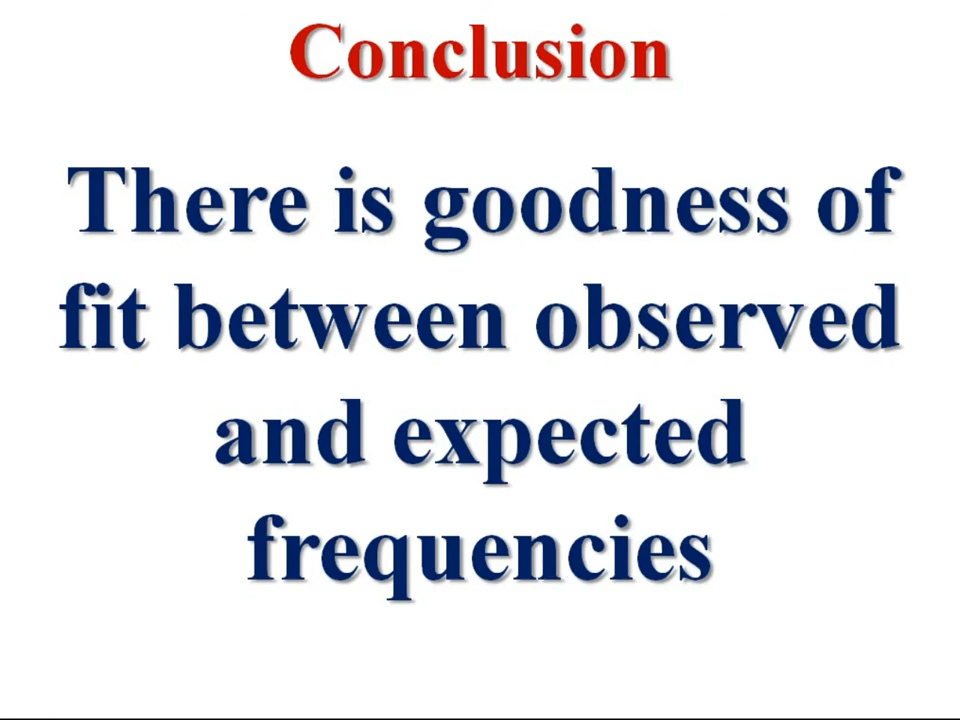 Conclusion
There is goodness of
fit between observed
and expected
frequencies